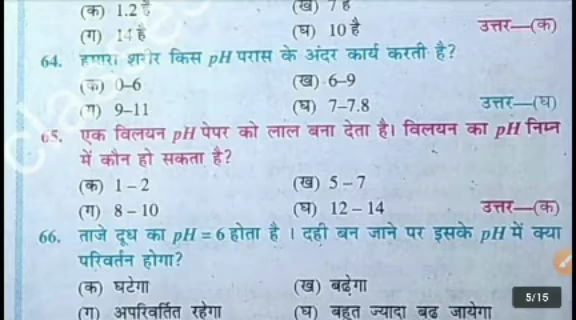 (क) 1.2 है (ख) 7 है
(ग) 14 है (घ) 10 है उत्तर—(क)
64. हमारा शरीर किस pH परास के अंदर कार्य करती है?
(क) 0–6 (ख) 6–9
(ग) 9–11 (घ) 7–7.8 उत्तर—(घ)
65. एक विलयन pH पेपर को लाल बना देता है। विलयन का pH निम्न
में कौन हो सकता है?
(क) 1 – 2 (ख) 5 – 7
(ग) 8 – 10 (घ) 12 – 14 उत्तर—(क)
66. ताजे दूध का pH = 6 होता है । दही बन जाने पर इसके pH में क्या
परिवर्तन होगा?
(क) घटेगा (ख) बढ़ेगा
(ग) अपरिवर्तित रहेगा (घ) बहुत ज्यादा बढ़ जायेगा
5/15